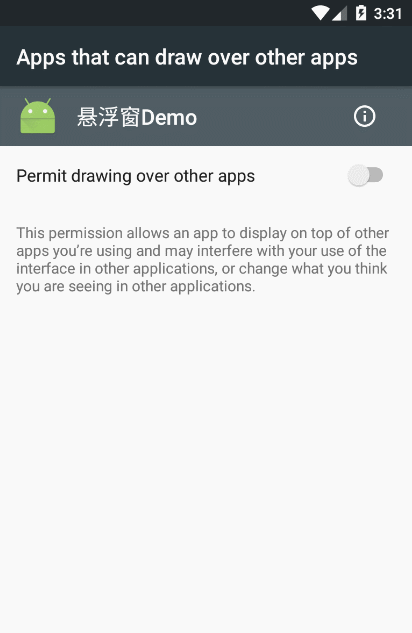 3:31
Apps that can draw over other apps
悬浮窗Demo
Permit drawing over other apps
This permission allows an app to display on top of other
apps you’re using and may interfere with your use of the
interface in other applications, or change what you think
you are seeing in other applications.